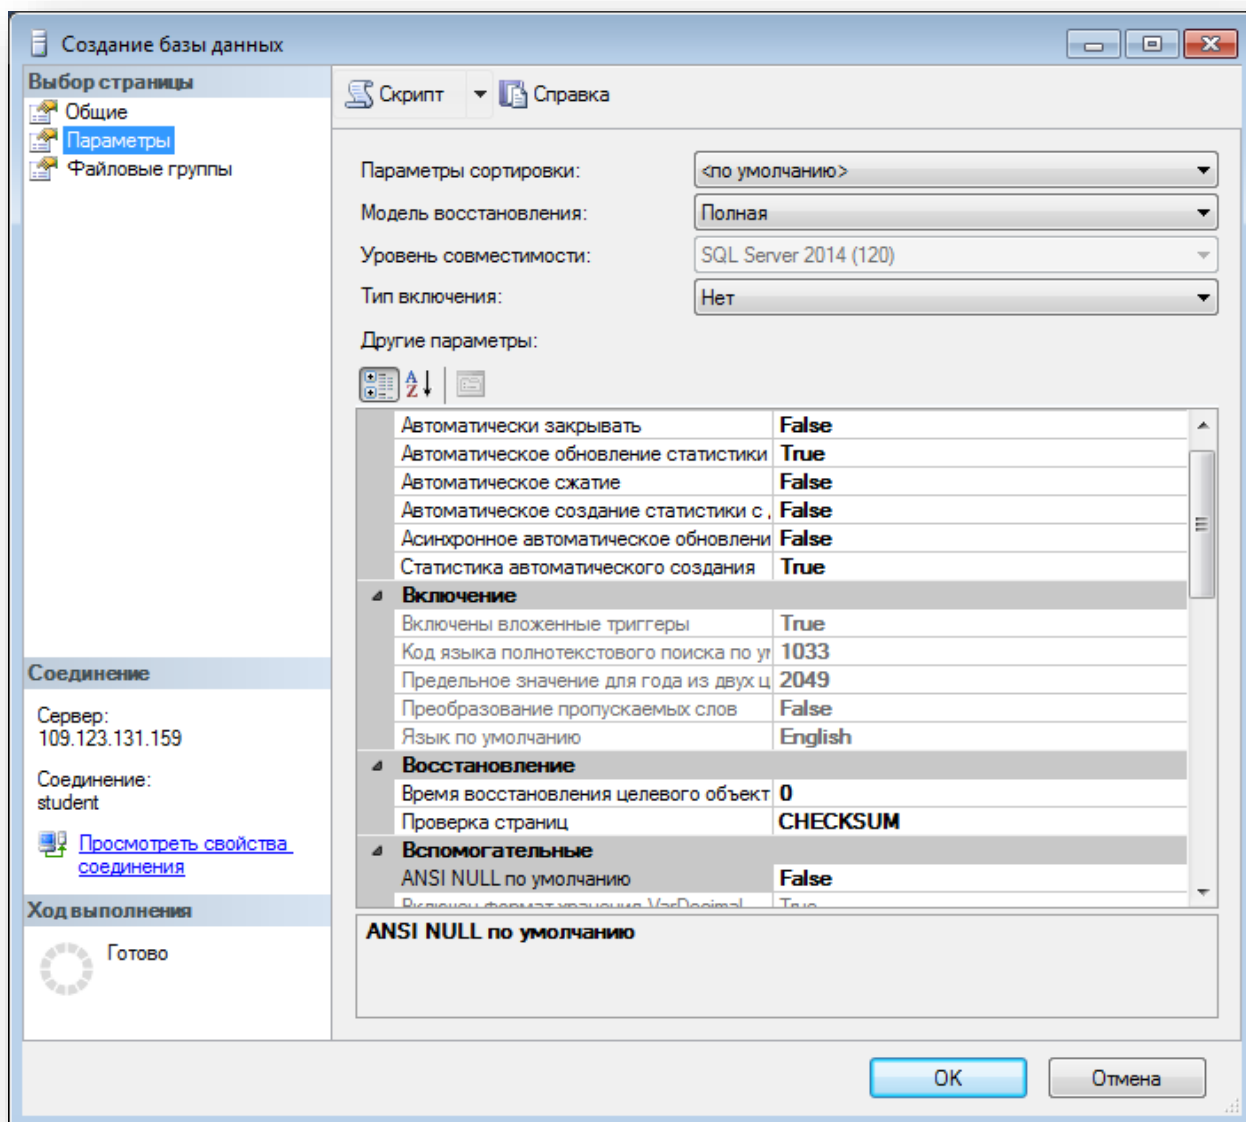 Создание базы данных
Выбор страницы
Общие
Параметры
Файловые группы
Скрипт
Справка
Параметры сортировки: <по умолчанию>
Модель восстановления: Полная
Уровень совместимости: SQL Server 2014 (120)
Тип включения: Нет
Другие параметры:
Автоматически закрывать False
Автоматическое обновление статистики True
Автоматическое сжатие False
Автоматическое создание статистики с False
Асинхронное автоматическое обновлени False
Статистика автоматического создания True
Включение
Включены вложенные триггеры True
Код языка полнотекстового поиска по 1033
Предельное значение для года из двух ц 2049
Преобразование пропускаемых слов False
Язык по умолчанию English
Восстановление
Время восстановления целевого объект 0
Проверка страниц CHECKSUM
Вспомогательные
ANSI NULL по умолчанию False
Включен формат хранения VarDecimal True
ANSI NULL по умолчанию
Соединение
Сервер:
109.123.131.159
Соединение:
student
Просмотреть свойства
соединения
Ход выполнения
Готово
OK
Отмена